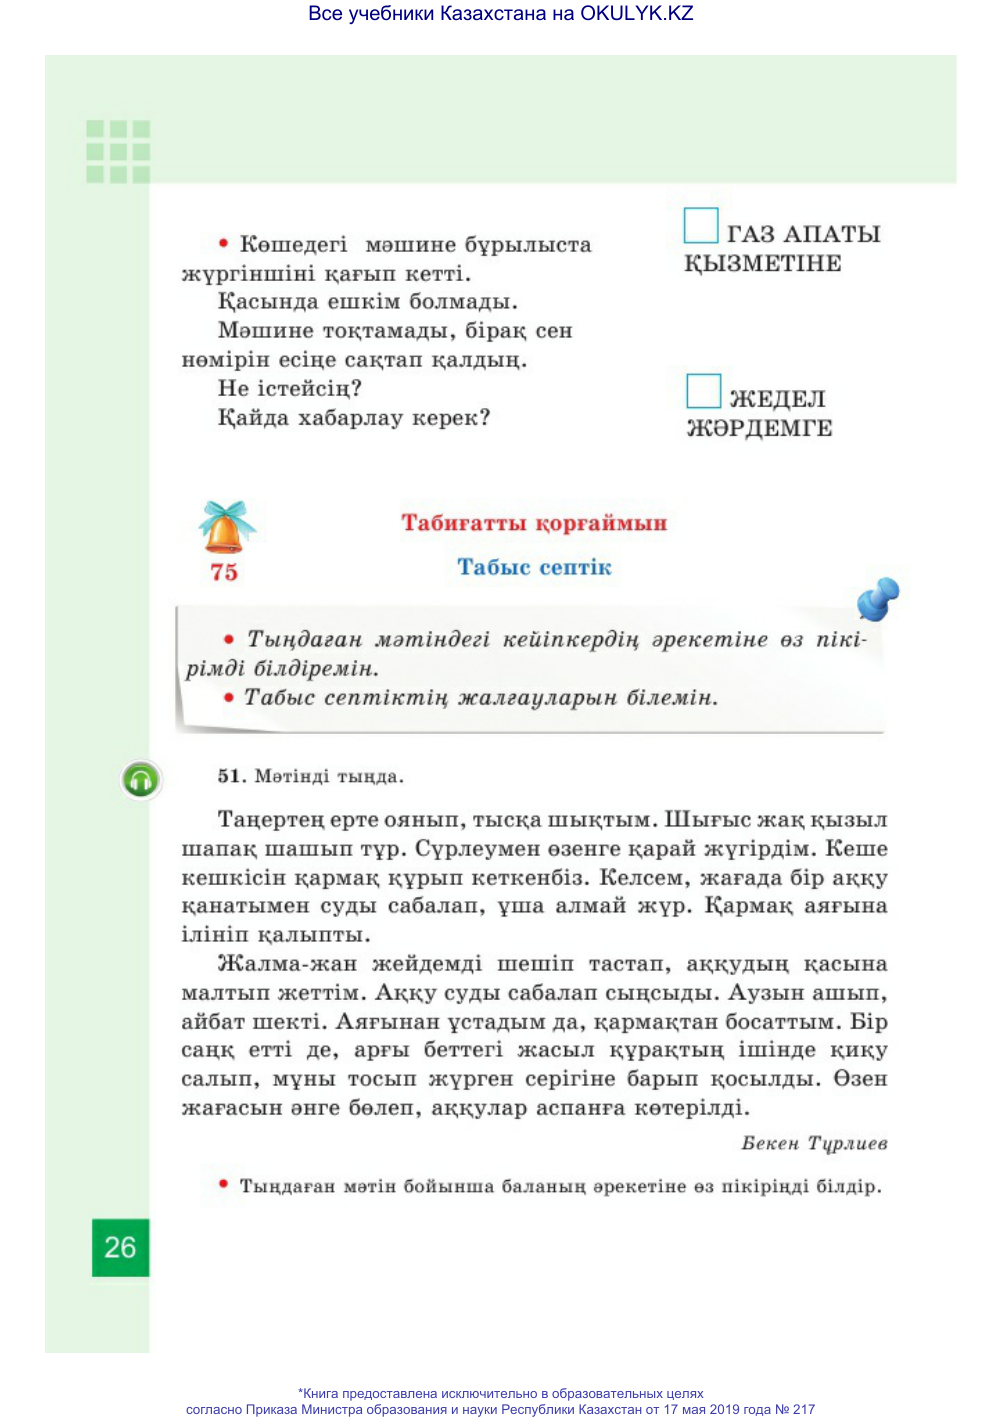 Все учебники Казахстана на OKULYK.KZ
• Көшедегі мәшине бұрылыста
жүргіншіні қағып кетті.
Қасында ешкім болмады.
Мәшине тоқтамады, бірақ сен
нөмірін есіңе сақтап қалдың.
Не істейсің?
Қайда хабарлау керек?
ГАЗ АПАТЫ
ҚЫЗМЕТІНЕ
ЖЕДЕЛ
ЖӘРДЕМГЕ
75
Табиғатты қорғаймын
Табыс септік
• Тыңдаған мәтіндегі кейіпкердің әрекетіне өз пікі-
рімді білдіремін.
• Табыс септіктің жалғауларын білемін.
51. Мәтінді тыңда.
Таңертең ерте оянып, тысқа шықтым. Шығыс жақ қызыл
шапақ шашып тұр. Сүрлеумен өзенге қарай жүгірдім. Кеше
кешкісін қармақ құрып кеткенбіз. Келсем, жағада бір аққу
қанатымен суды сабалап, ұша алмай жүр. Қармақ аяғына
ілініп қалыпты.
Жалма-жан жейдемді шешіп тастап, аққудың қасына
малтып жеттім. Аққу суды сабалап сыңсыды. Аузын ашып,
айбат шекті. Аяғынан ұстадым да, қармақтан босаттым. Бір
саңқ етті де, арғы беттегі жасыл құрақтың ішінде қиқу
салып, мұны тосып жүрген серігіне барып қосылды. Өзен
жағасын әнге бөлеп, аққулар аспанға көтерілді.
Бекен Тұрлиев
• Тыңдаған мәтін бойынша баланың әрекетіне өз пікіріңді білдір.
26
*Книга предоставлена исключительно в образовательных целях
согласно Приказа Министра образования и науки Республики Казахстан от 17 мая 2019 года № 217